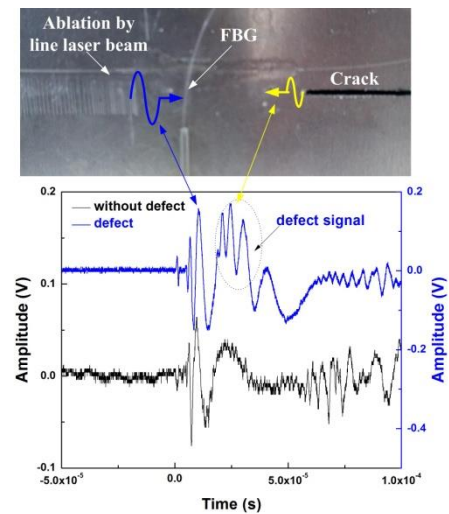 Ablation by
line laser beam
FBG
Crack
without defect
defect
defect signal
0.2
0.1
0.0
-0.1
Amplitude (V)
0.2
0.0
-0.2
-0.4
Amplitude (V)
-5.0x10⁻⁵
0.0
5.0x10⁻⁵
1.0x10⁻⁴
Time (s)